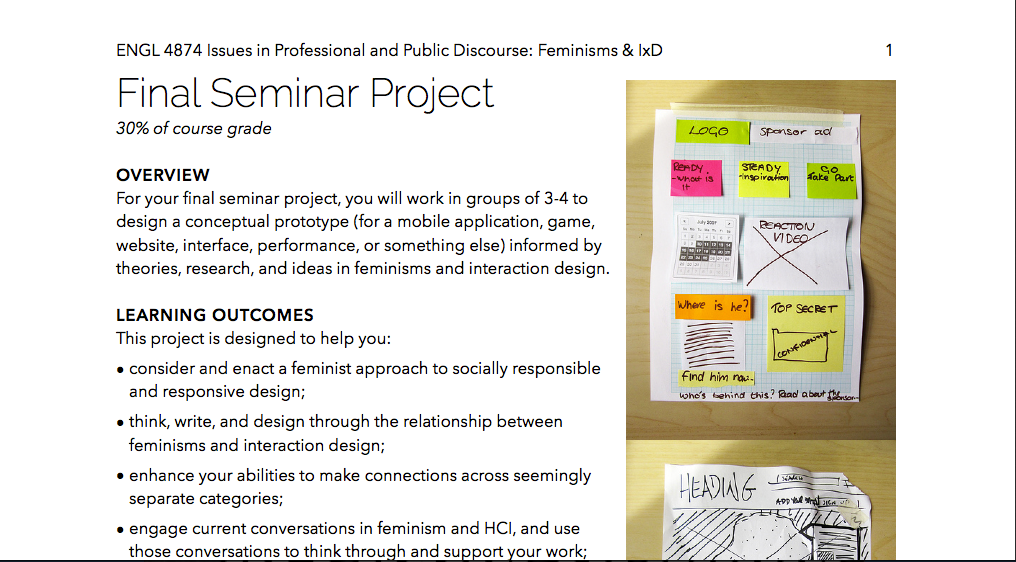 ENGL 4874 Issues in Professional and Public Discourse: Feminisms & IxD 1
Final Seminar Project
30% of course grade
OVERVIEW
For your final seminar project, you will work in groups of 3-4 to
design a conceptual prototype (for a mobile application, game,
website, interface, performance, or something else) informed by
theories, research, and ideas in feminisms and interaction design.
LEARNING OUTCOMES
This project is designed to help you:
• consider and enact a feminist approach to socially responsible
and responsive design;
• think, write, and design through the relationship between
feminisms and interaction design;
• enhance your abilities to make connections across seemingly
separate categories;
• engage current conversations in feminism and HCI, and use
those conversations to think through and support your work;
LOGO
sponsor ad
READY
-what is
it
STEADY
-inspiration
GO
Take Part
July 2007
REACTION
VIDEO
Where is he?
TOP SECRET
CONFIDENTIAL
find him now.
who's behind this? Read about the
sponsor
HEADING
SEARCH